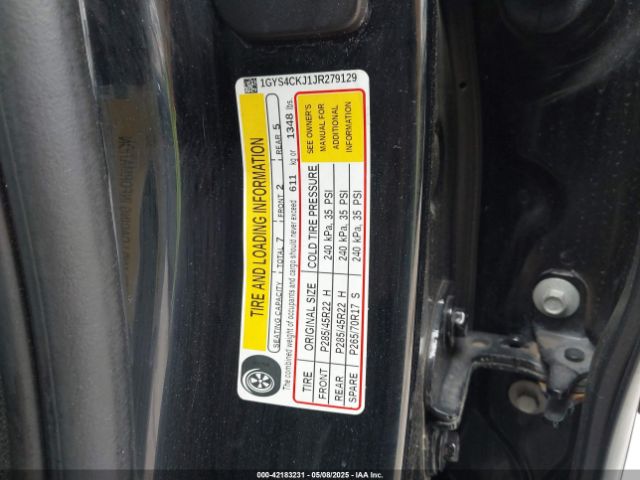 1GYS4CKJ1JR279129
TIRE AND LOADING INFORMATION
SEATING CAPACITY TOTAL 7 FRONT 2 REAR 5
The combined weight of occupants and cargo should never exceed 611 kg or 1348 lbs.
TIRE ORIGINAL SIZE COLD TIRE PRESSURE
FRONT P285/45R22 H 240 kPa, 35 PSI
REAR P285/45R22 H 240 kPa, 35 PSI
SPARE P265/70R17 S 240 kPa, 35 PSI
SEE OWNER'S
MANUAL FOR
ADDITIONAL
INFORMATION
000-42183231 - 05/08/2025 - IAA Inc.